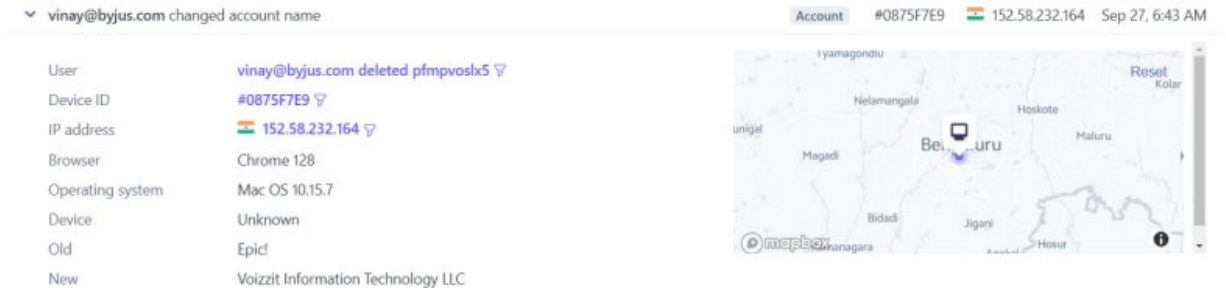 vinay@byjus.com changed account name Account #0875F7E9 152.58.232.164 Sep 27, 6:43 AM
User vinay@byjus.com deleted pfmpvoslx5
Device ID #0875F7E9
IP address 152.58.232.164
Browser Chrome 128
Operating system Mac OS 10.15.7
Device Unknown
Old Epic!
New Voizzit Information Technology LLC
Tyamagondlu
Reset
Kolar
Nelamangala
Hoskote
unigal
Maluru
Magadi
Bidadi
Jigani
mapbox
Hosur